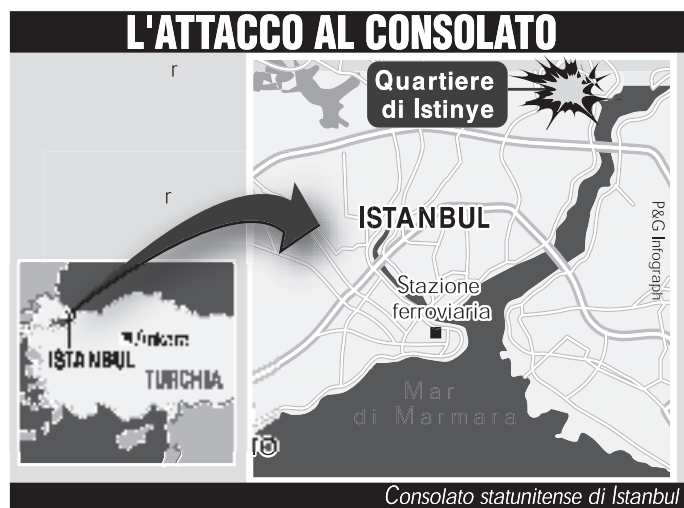 L'ATTACCO AL CONSOLATO
r
Quartiere
di Istinye
r
ISTANBUL
P&G Infograph
Stazione
ferroviaria
Ankara
ISTANBUL
TURCHIA
Mar
di Marmara
TO
Consolato statunitense di Istanbul